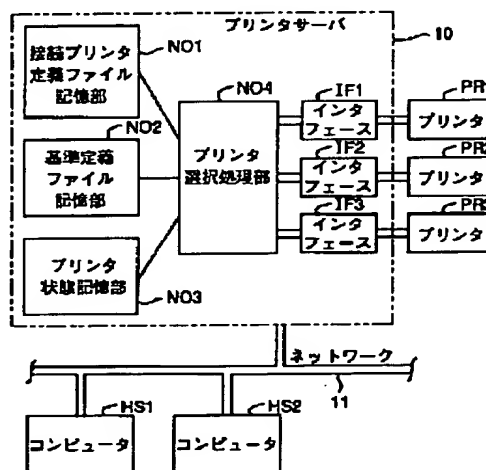 プリンタサーバ
10
NO1
接続プリンタ
定義ファイル
記憶部
NO2
基準定義
ファイル
記憶部
プリンタ
状態記憶部
NO3
NO4
プリンタ
選択処理部
IF1
インタ
フェース
IF2
インタ
フェース
IF3
インタ
フェース
プリンタ
プリンタ
プリンタ
ネットワーク
11
HS1
コンピュータ
HS2
コンピュータ